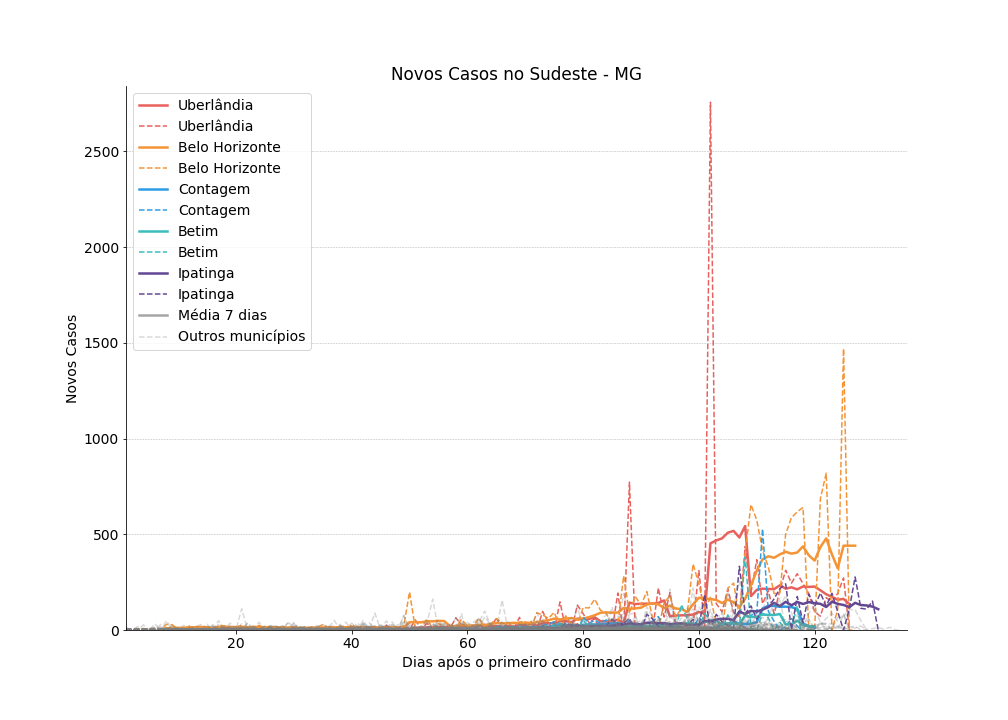 Novos Casos no Sudeste - MG
Uberlândia
Uberlândia
Belo Horizonte
Belo Horizonte
Contagem
Contagem
Betim
Betim
Ipatinga
Ipatinga
Média 7 dias
Outros municípios
Novos Casos
2500
2000
1500
1000
500
0
20
40
60
80
100
120
Dias após o primeiro confirmado